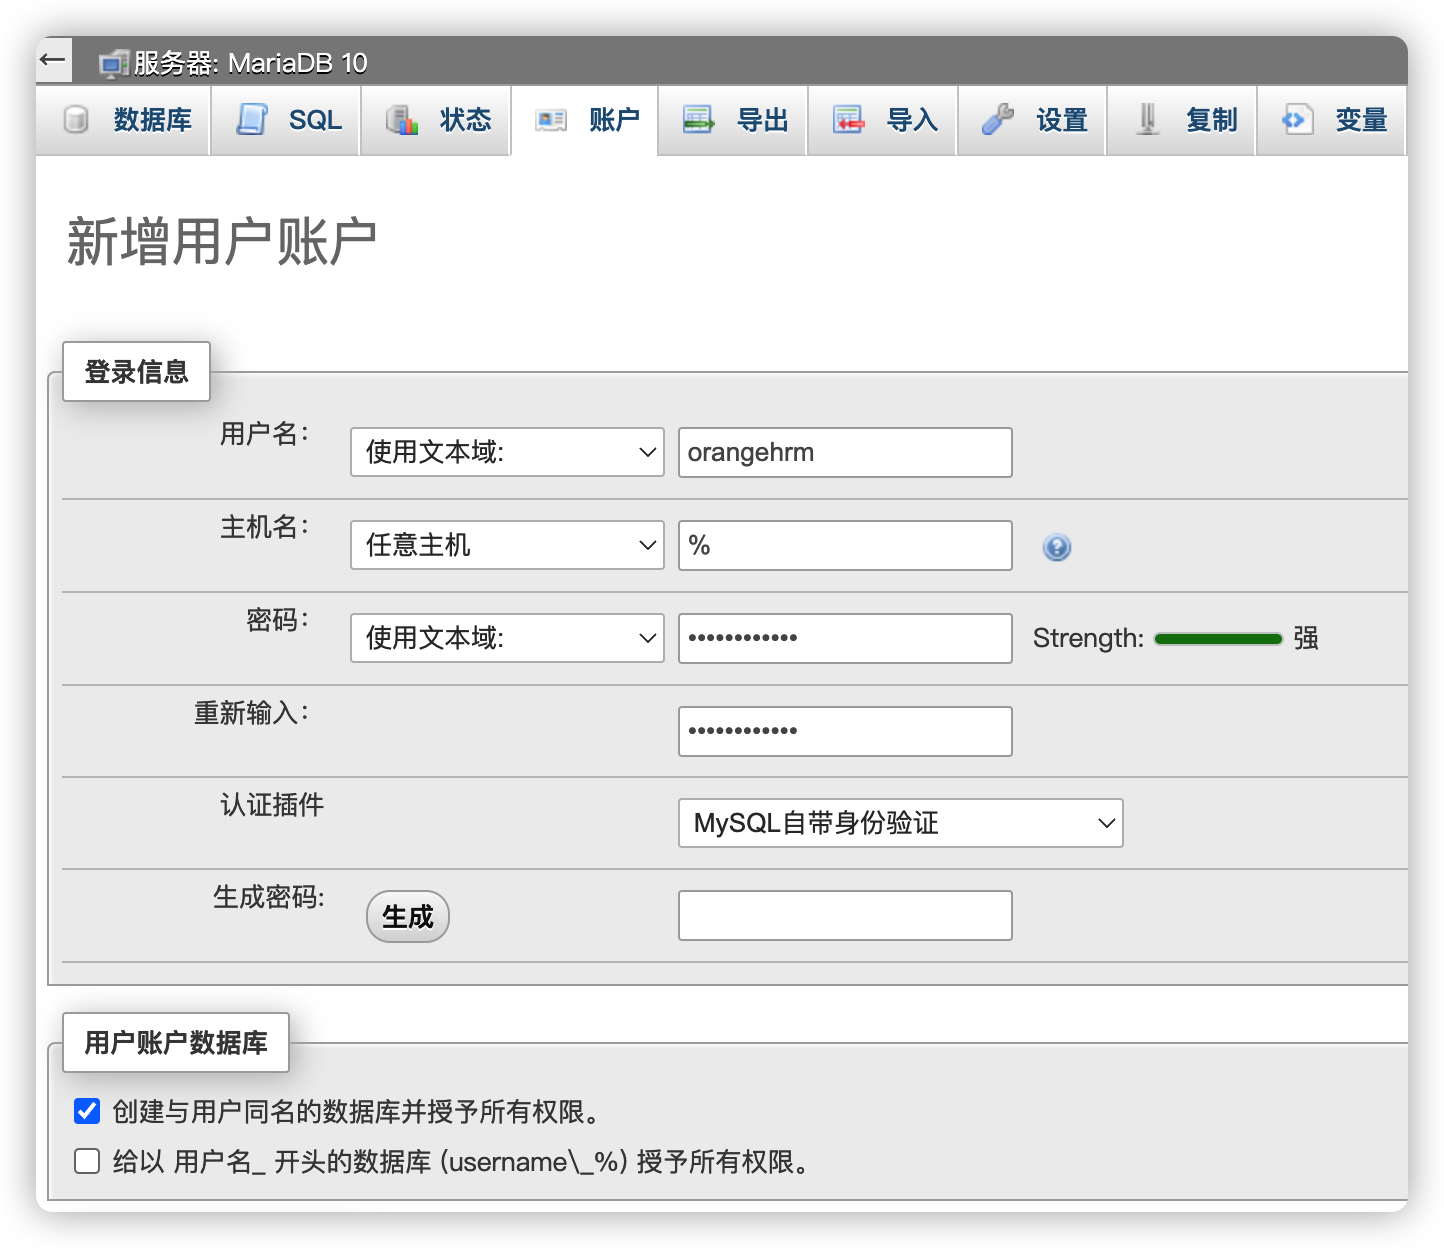 服务器: MariaDB 10
数据库 SQL 状态 账户 导出 导入 设置 复制 变量
新增用户账户
登录信息
用户名： 使用文本域: orangehrm
主机名： 任意主机 %
密码： 使用文本域: •••••••••••• Strength: 强
重新输入： ••••••••••••
认证插件 MySQL自带身份验证
生成密码: 生成
用户账户数据库
创建与用户同名的数据库并授予所有权限。
给以 用户名_ 开头的数据库 (username\_%) 授予所有权限。